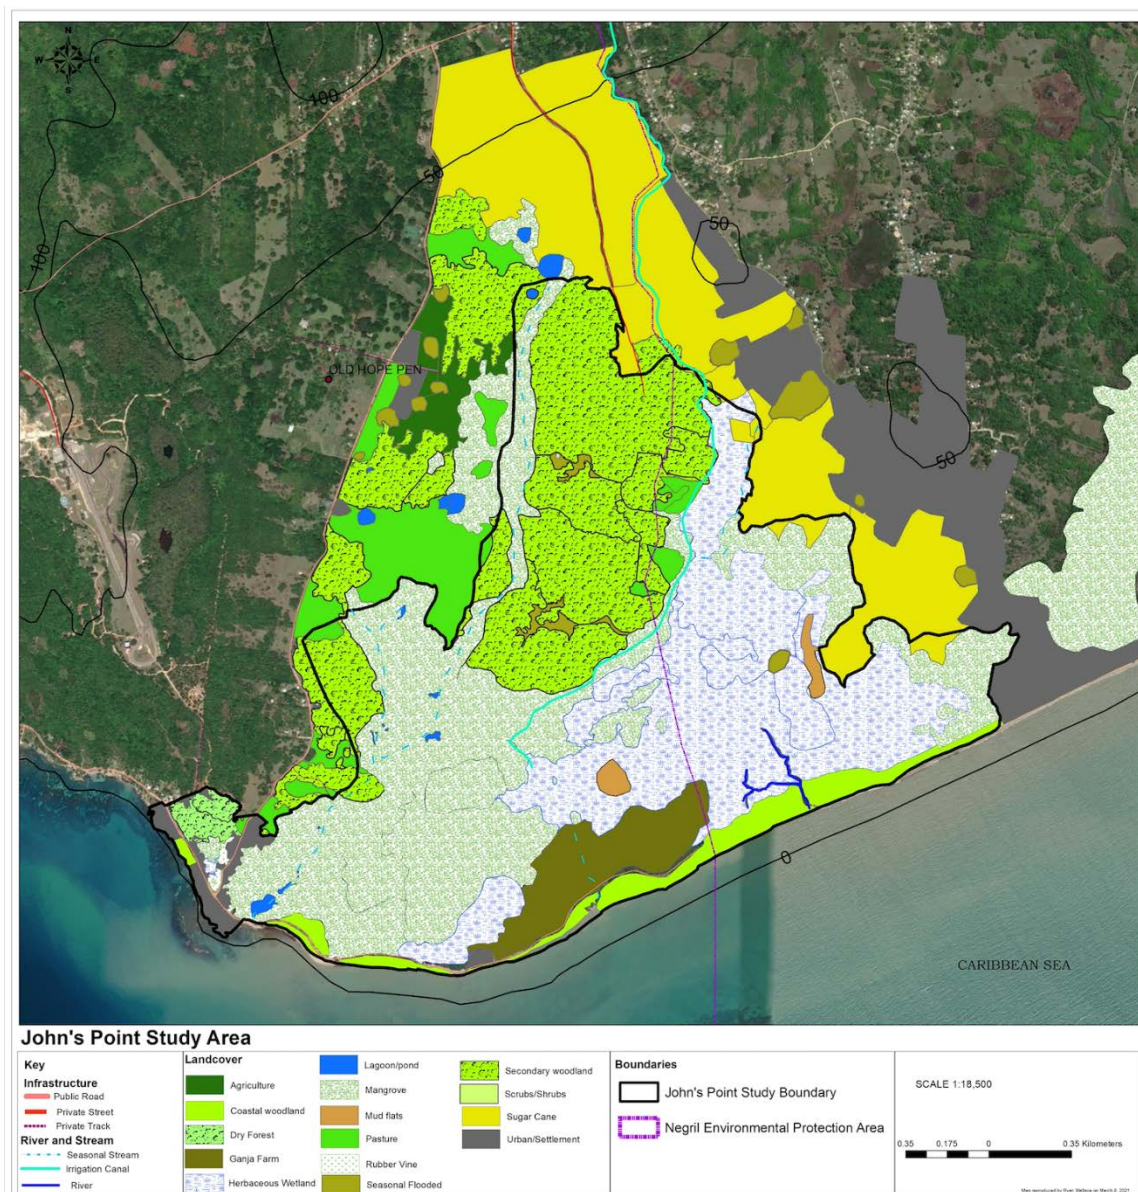 N
W E
S
100
100
50
50
OLD HOPE PEN
50
0
CARIBBEAN SEA
John's Point Study Area
Key
Infrastructure
Public Road
Private Street
Private Track
River and Stream
Seasonal Stream
Irrigation Canal
River
Landcover
Agriculture
Coastal woodland
Dry Forest
Ganja Farm
Herbaceous Wetland
Lagoon/pond
Mangrove
Mud flats
Pasture
Rubber Vine
Seasonal Flooded
Secondary woodland
Scrubs/Shrubs
Sugar Cane
Urban/Settlement
Boundaries
John's Point Study Boundary
Negril Environmental Protection Area
SCALE 1:18,500
0.35 0.175 0 0.35 Kilometers